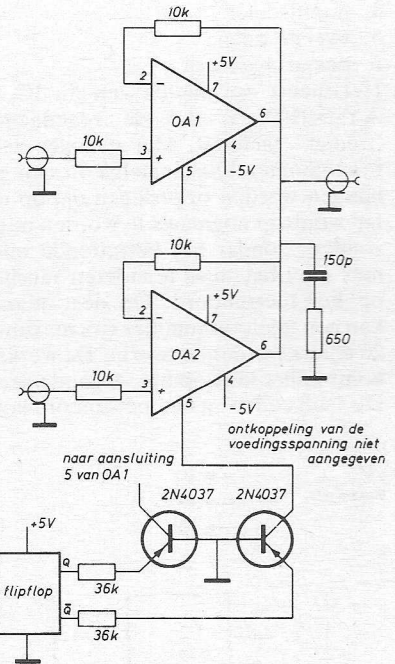 10k
+5V
2
7
OA1
6
10k
3
4
-5V
5
10k
150p
+5V
2
7
OA2
6
650
10k
3
4
-5V
5
ontkoppeling van de
voedingsspanning niet
aangegeven
naar aansluiting
5 van OA1
2N4037
2N4037
+5V
Q
36k
flipflop
Q̄
36k